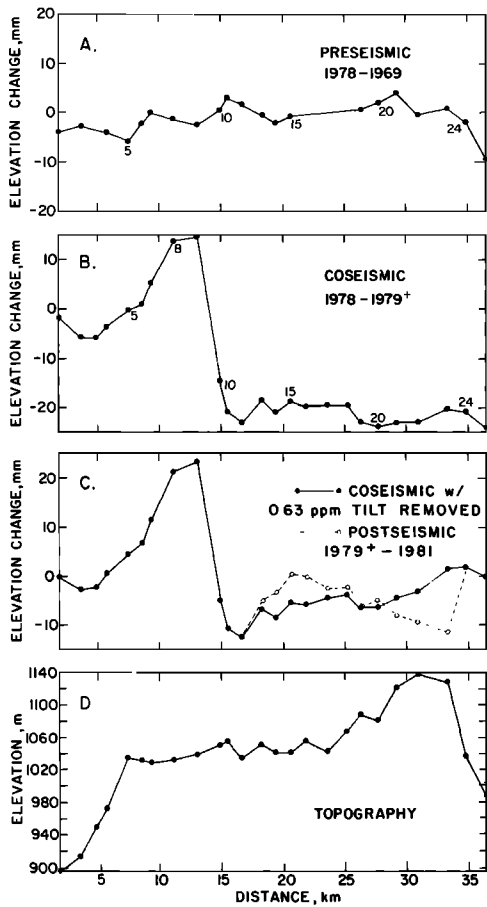 ELEVATION CHANGE,mm
20
10
0
-10
20
A.
PRESEISMIC
1978-1969
5
10
15
20
24
ELEVATION CHANGE,mm
10
0
-10
-20
B.
COSEISMIC
1978-1979+
5
8
10
15
20
24
ELEVATION CHANGE,mm
20
10
0
-10
C.
COSEISMIC w/
0.63 ppm TILT REMOVED
POSTSEISMIC
1979+-1981
ELEVATION, m
1140
1100
1060
1020
980
940
900
D
TOPOGRAPHY
5
10
15
20
25
30
35
DISTANCE, km